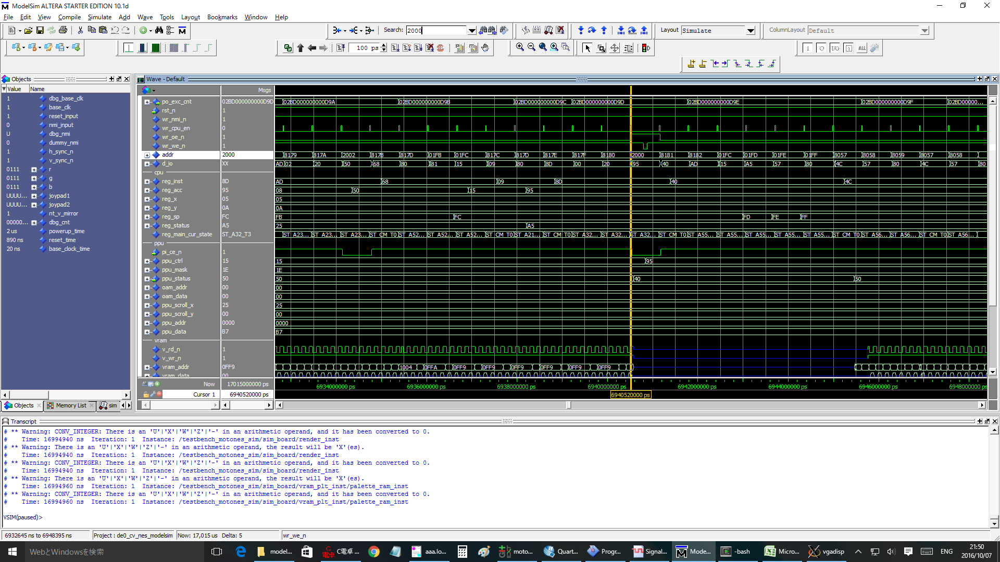 ModelSim ALTERA STARTER EDITION 10.1d
File Edit View Compile Simulate Add Wave Tools Layout Bookmarks Window Help
Search: 2000
Layout Simulate
ColumnLayout Default
100 ps
Objects
Value Name
1 dbg_base_clk
1 base_clk
1 reset_input
0 nmi_input
U dbg_nmi
0 dummy_nmi
1 h_sync_n
1 v_sync_n
0111 r
0111 g
0111 b
UUUU... joypad1
UUUU... joypad2
1 nt_v_mirror
00000... dbg_cnt
2 us powerup_time
890 ns reset_time
20 ns base_clock_time
Objects Memory List sim
Wave - Default
Msgs
po_exc_cnt 02BD000000000D9D 02BD000000000D9A 02BD000000000D9B 02BD000000000D9C 02BD000000000D9D 02BD000000000D9E 02BD000000000D9F 02BD00000...
rst_n 1
wr_nmi_n 1
wr_cpu_en 0
wr_oe_n 1
wr_we_n 1
addr 2000 8179 817A 2002 817B 817D 01FB 01FC 817C 817D 817E 817F 8180 2000 8181 8182 01FC 01FD 01FE 01FF 8057 8058 8059 8057 8058
d_io XX AD 02 20 50 68 80 81 15 09 80 8D 00 20 95 40 AD 15 A5 57 80 4C 57 80 4C 57 80
cpu
reg_inst 8D AD 68 09 8D 40 4C
reg_acc 95 08 50 15 95
reg_x 05 05
reg_y 0A 0A
reg_sp FC FB FC FD FE FF
reg_status A5 25 A5
reg_main_cur_state ST_A32_T3 ST_A23... ST_A23... ST_A23... ST_CM_T0 ST_A52... ST_A52... ST_A52... ST_CM_T0 ST_A21... ST_CM_T0 ST_A32... ST_A32... ST_A32... ST_CM_T0 ST_A55... ST_A55... ST_A55... ST_A55... ST_A55... ST_CM_T0 ST_A56... ST_A56... ST_CM_T0 ST_A56...
ppu
pi_ce_n 1
ppu_ctrl 15 15 95
ppu_mask 1E 1E
ppu_status 50 50 40 50
oam_addr 00 00
oam_data 00 00
ppu_scroll_x 25 25
ppu_scroll_y 00 00
ppu_addr 0000 0000
ppu_data B7 B7
vram
v_rd_n 1
v_wr_n 1
vram_addr 0FF9 1004 0FFA 0FF9 0FF9 0FF9 0FF9 0FF9 0FF9
vram_data 00
Now 17015000000 ps 6934000000 ps 6936000000 ps 6938000000 ps 6940000000 ps 6942000000 ps 6944000000 ps 6946000000 ps 6948000000 ps
Cursor 1 6940520000 ps 6940520000 ps
Transcript
# ** Warning: CONV_INTEGER: There is an 'U'|'X'|'W'|'Z'|'-' in an arithmetic operand, and it has been converted to 0.
# Time: 16994940 ns Iteration: 1 Instance: /testbench_motones_sim/sim_board/render_inst
# ** Warning: There is an 'U'|'X'|'W'|'Z'|'-' in an arithmetic operand, the result will be 'X'(es).
# Time: 16994940 ns Iteration: 1 Instance: /testbench_motones_sim/sim_board/render_inst
# ** Warning: CONV_INTEGER: There is an 'U'|'X'|'W'|'Z'|'-' in an arithmetic operand, and it has been converted to 0.
# Time: 16994940 ns Iteration: 1 Instance: /testbench_motones_sim/sim_board/render_inst
# ** Warning: There is an 'U'|'X'|'W'|'Z'|'-' in an arithmetic operand, the result will be 'X'(es).
# Time: 16994960 ns Iteration: 1 Instance: /testbench_motones_sim/sim_board/vram_plt_inst/palette_ram_inst
# ** Warning: CONV_INTEGER: There is an 'U'|'X'|'W'|'Z'|'-' in an arithmetic operand, and it has been converted to 0.
# Time: 16994960 ns Iteration: 1 Instance: /testbench_motones_sim/sim_board/vram_plt_inst/palette_ram_inst
VSIM(paused)>
6932645 ns to 6948395 ns Project : de0_cv_nes_modelsim Now: 17,015 us Delta: 5 wr_we_n
WebとWindowsを検索 model... C電卓 ... aaa.lo... moto... Quart... Progr... Signal... Mode... -bash Micro... vgadisp ENG 21:50
2016/10/07